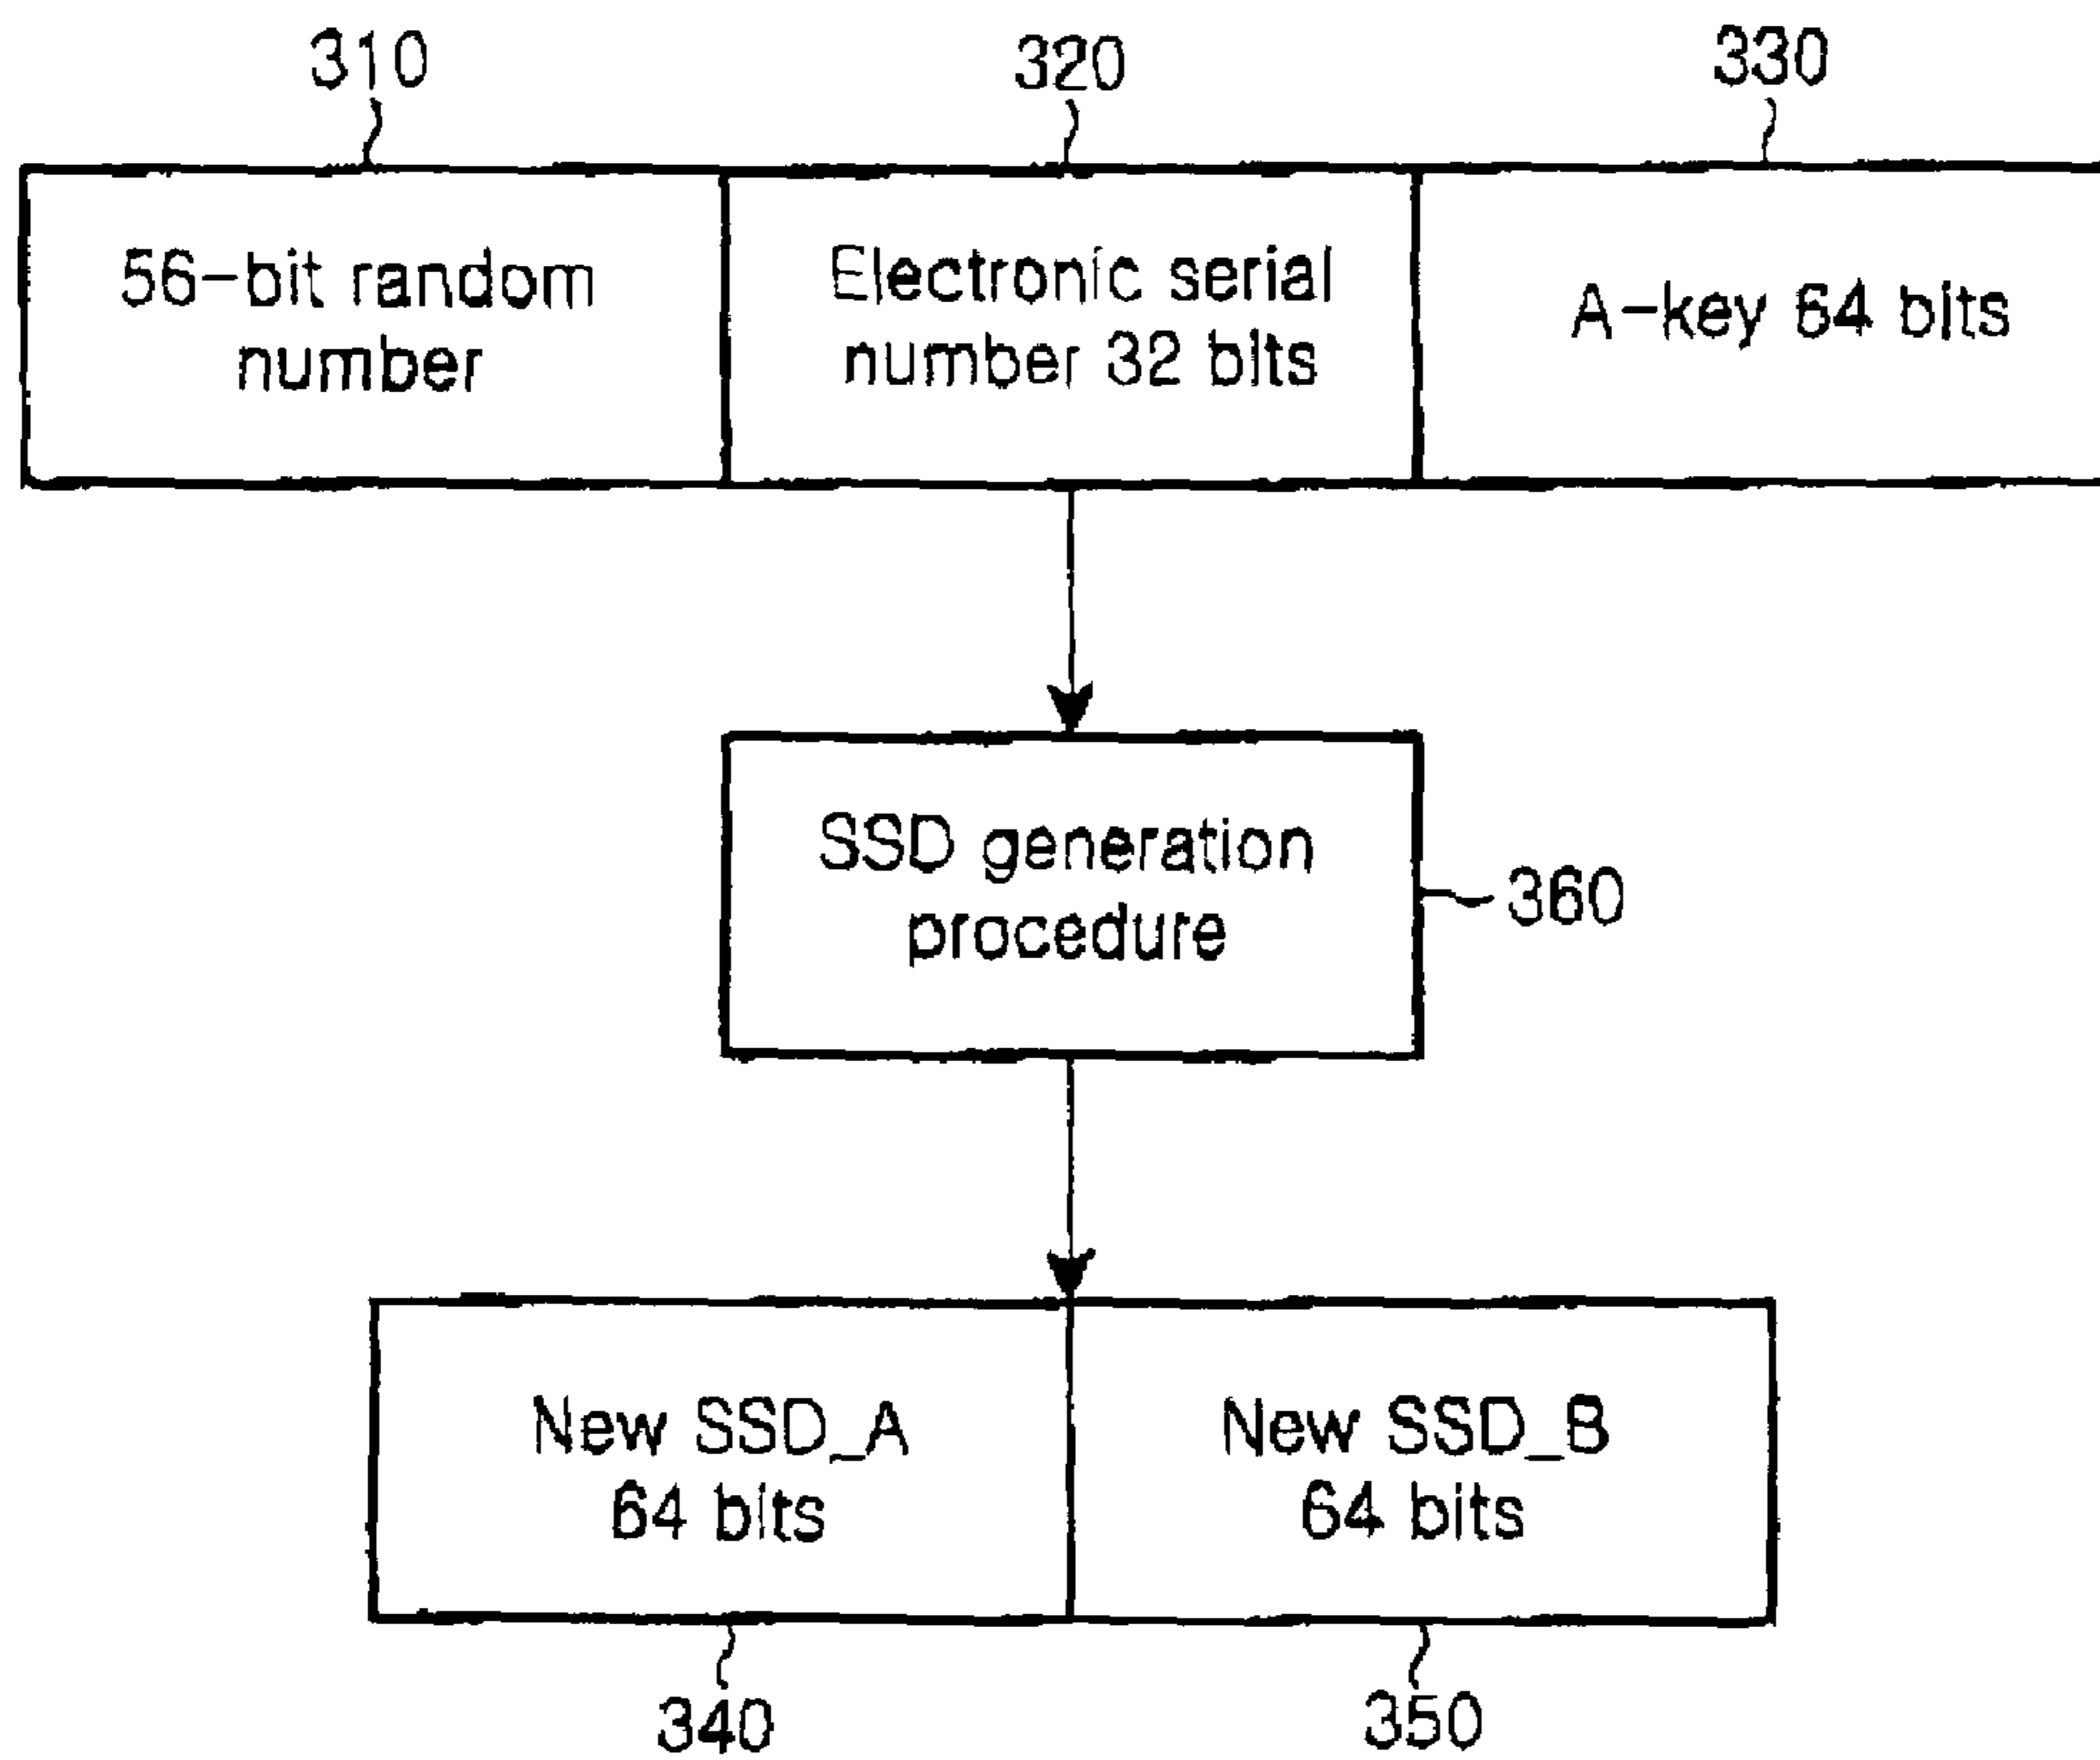 310
320
330
56-bit random
number
Electronic serial
number 32 bits
A-key 64 bits
SSD generation
procedure
360
New SSD_A
64 bits
New SSD_B
64 bits
340
350